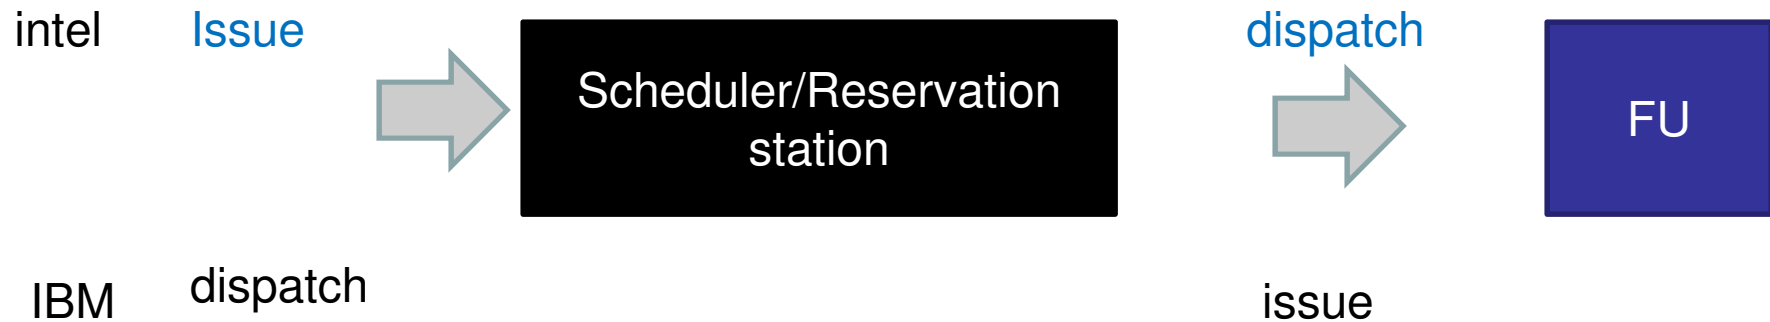 intel Issue dispatch
Scheduler/Reservation
station
FU
IBM dispatch issue